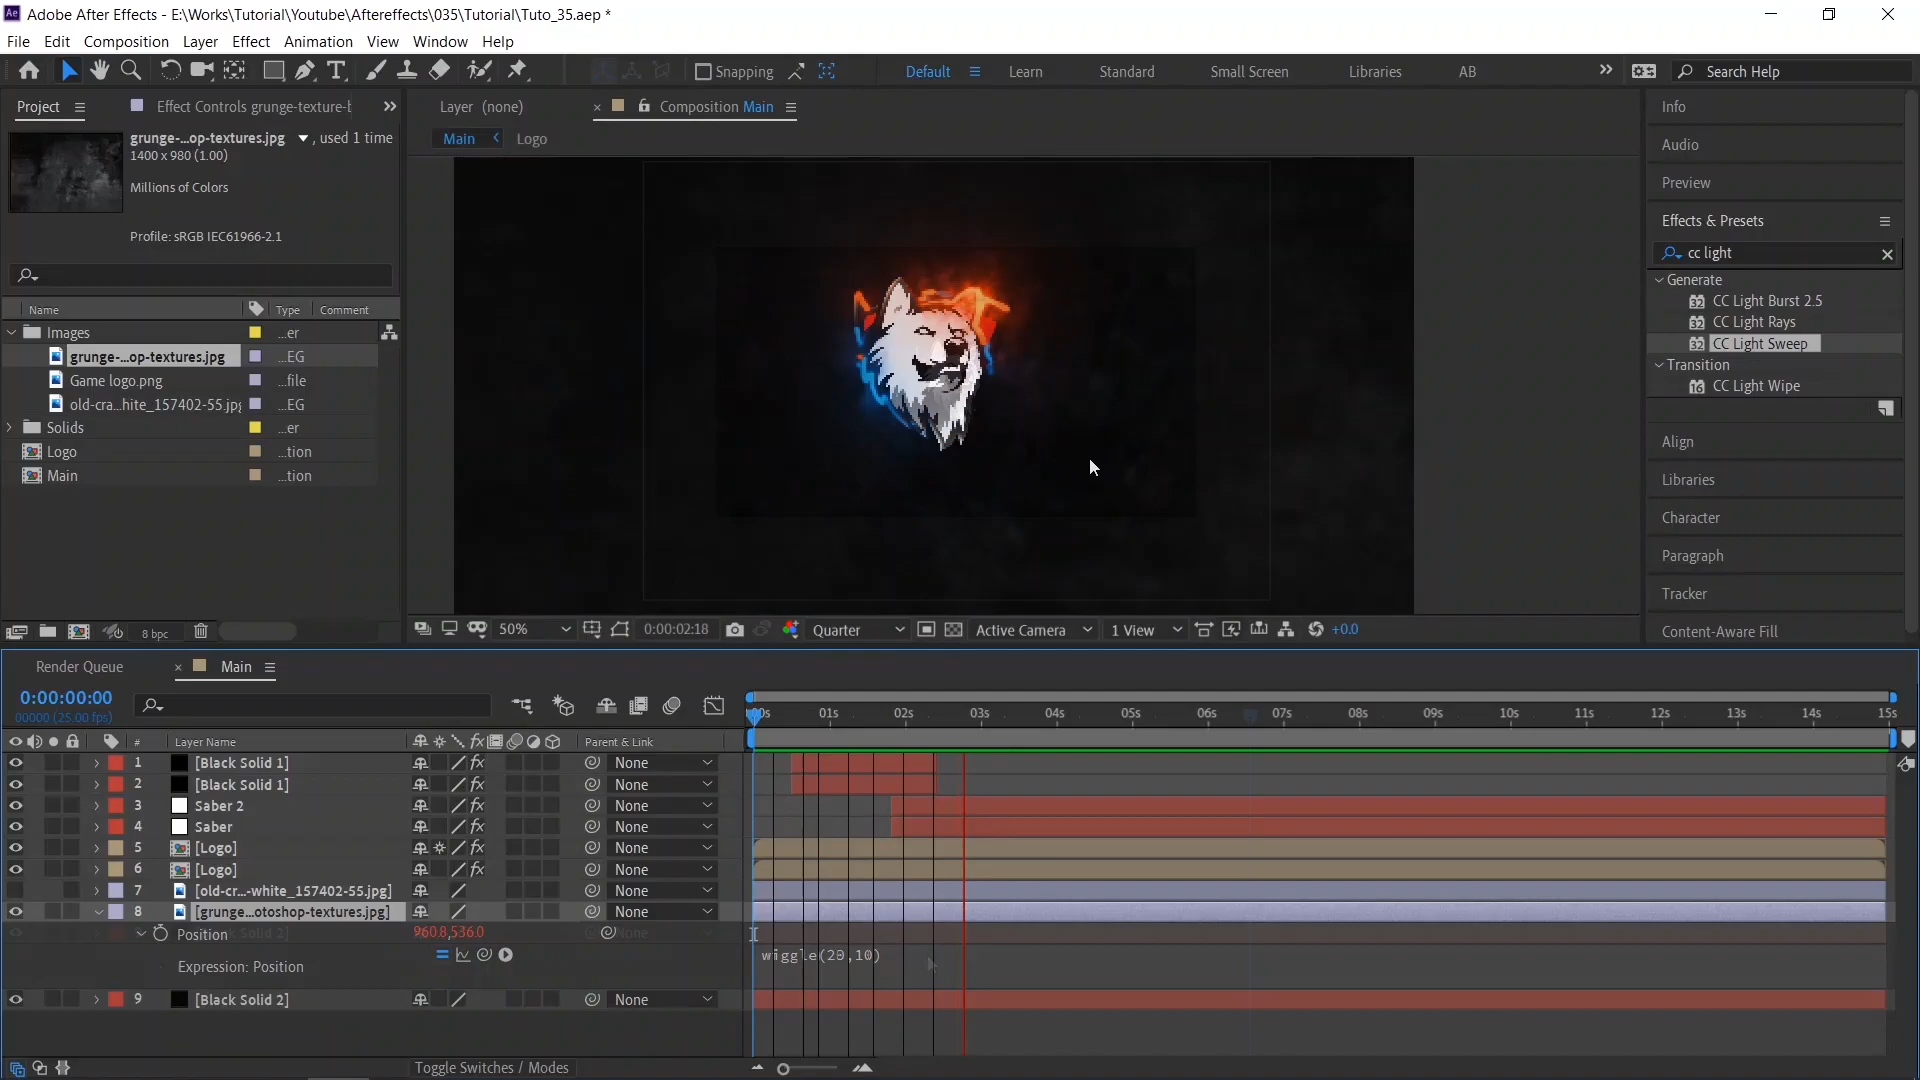 Adobe After Effects - E:\Works\Tutorial\Youtube\Aftereffects\035\Tutorial\Tuto_35.aep *
File Edit Composition Layer Effect Animation View Window Help
Snapping Default Learn Standard Small Screen Libraries AB Search Help
Project Effect Controls grunge-texture-b
Layer (none) Composition Main
Main Logo
grunge-...op-textures.jpg , used 1 time
1400 x 980 (1.00)
Millions of Colors
Profile: sRGB IEC61966-2.1
Name Type Comment
Images ...er
grunge-...op-textures.jpg ...EG
Game logo.png ...file
old-cra...hite_157402-55.jpg ...EG
Solids ...er
Logo ...tion
Main ...tion
8 bpc
50% 0:00:02:18 Quarter Active Camera 1 View +0.0
Info
Audio
Preview
Effects & Presets
cc light
Generate
CC Light Burst 2.5
CC Light Rays
CC Light Sweep
Transition
CC Light Wipe
Align
Libraries
Character
Paragraph
Tracker
Content-Aware Fill
Render Queue Main
0:00:00:00
00000 (25.00 fps)
01s 02s 03s 04s 05s 06s 07s 08s 09s 10s 11s 12s 13s 14s 15s
# Layer Name Parent & Link
1 [Black Solid 1] fx None
2 [Black Solid 1] fx None
3 Saber 2 fx None
4 Saber fx None
5 [Logo] fx None
6 [Logo] fx None
7 [old-cr...-white_157402-55.jpg] None
8 [grunge...otoshop-textures.jpg] None
Position 960.8,536.0
Expression: Position wiggle(20,10)
9 [Black Solid 2] None
Toggle Switches / Modes